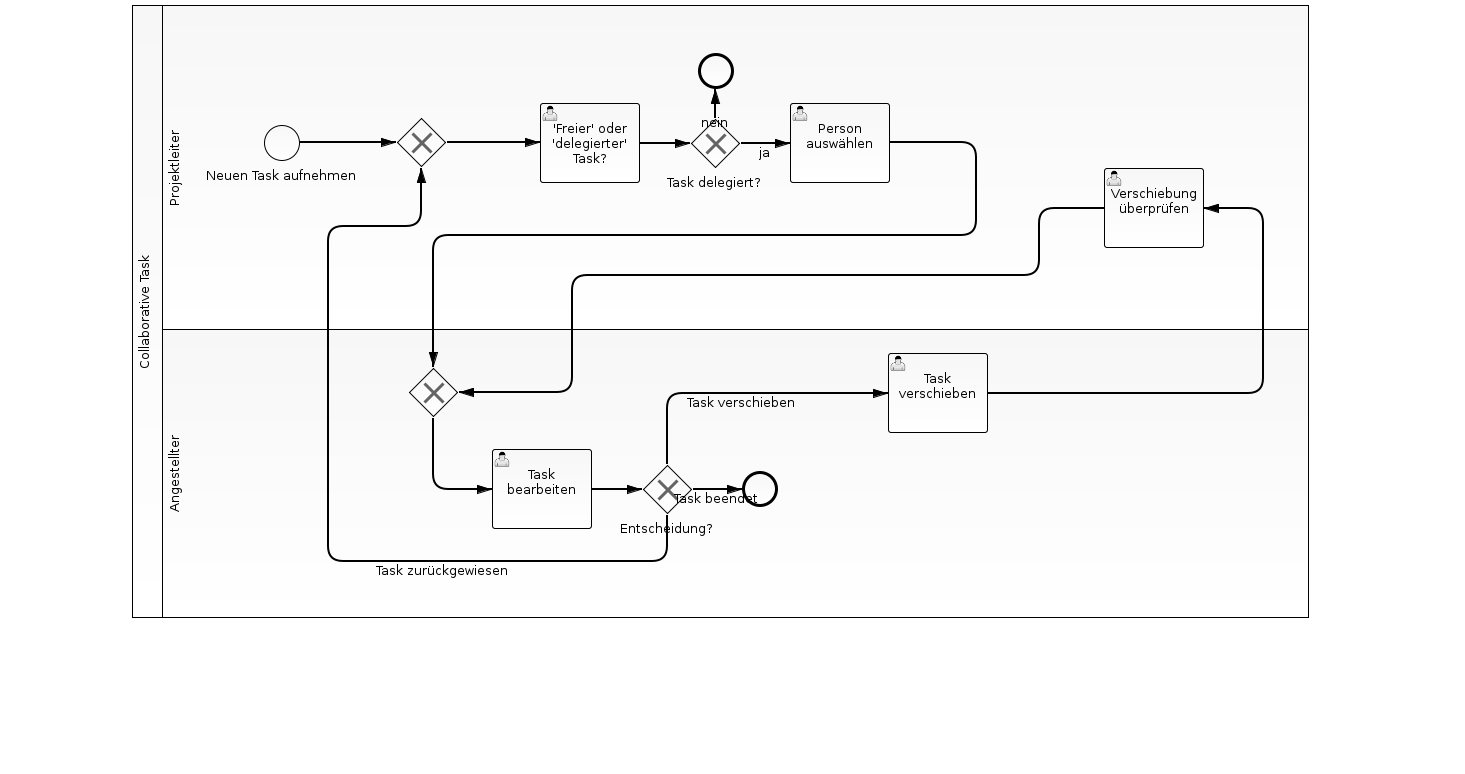 Collaborative Task
Projektleiter
Neuen Task aufnehmen
'Freier' oder
'delegierter'
Task?
nein
ja
Task delegiert?
Person
auswählen
Verschiebung
überprüfen
Angestellter
Task
bearbeiten
Entscheidung?
Task verschieben
Task beendet
Task zurückgewiesen
Task
verschieben